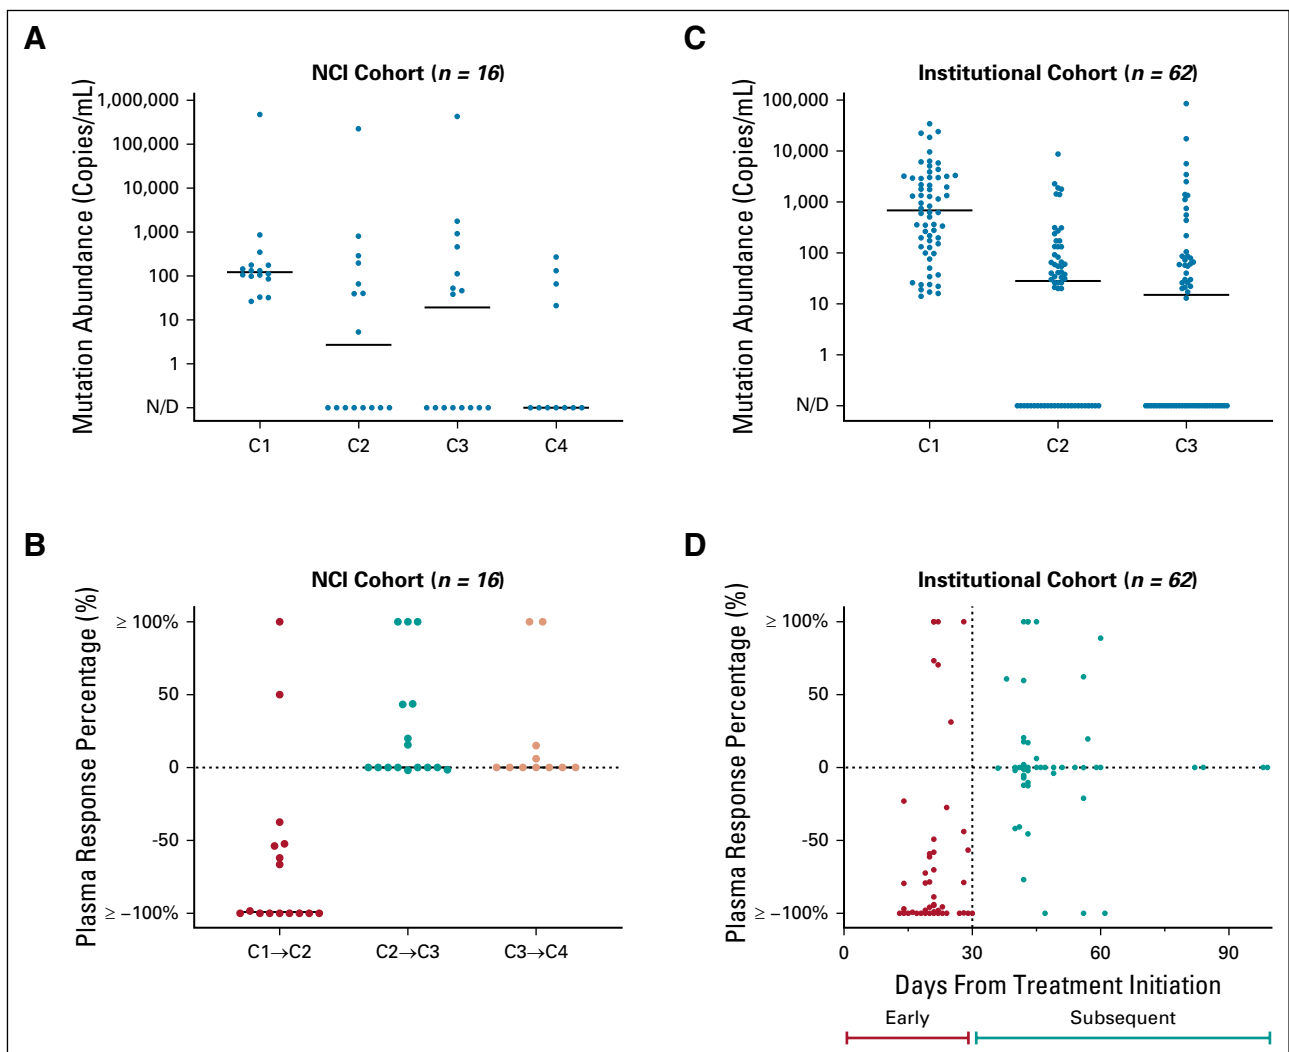 A
NCI Cohort (n = 16)
Mutation Abundance (Copies/mL)
1,000,000
100,000
10,000
1,000
100
10
1
N/D
C1 C2 C3 C4
C
Institutional Cohort (n = 62)
Mutation Abundance (Copies/mL)
100,000
10,000
1,000
100
10
1
N/D
C1 C2 C3
B
NCI Cohort (n = 16)
Plasma Response Percentage (%)
≥ 100%
50
0
-50
≥ −100%
C1→C2 C2→C3 C3→C4
D
Institutional Cohort (n = 62)
Plasma Response Percentage (%)
≥ 100%
50
0
-50
≥ −100%
0 30 60 90
Days From Treatment Initiation
Early Subsequent